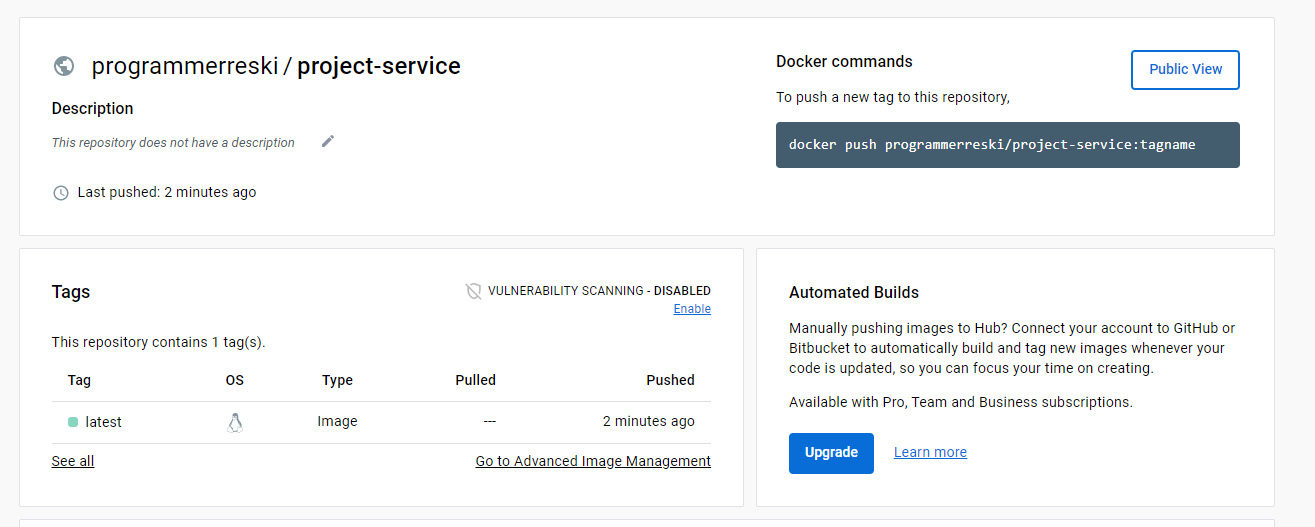 programmerreski / project-service
Description
This repository does not have a description
Last pushed: 2 minutes ago
Docker commands
Public View
To push a new tag to this repository,
docker push programmerreski/project-service:tagname
Tags
VULNERABILITY SCANNING - DISABLED
Enable
This repository contains 1 tag(s).
Tag OS Type Pulled Pushed
latest Image --- 2 minutes ago
See all Go to Advanced Image Management
Automated Builds
Manually pushing images to Hub? Connect your account to GitHub or
Bitbucket to automatically build and tag new images whenever your
code is updated, so you can focus your time on creating.
Available with Pro, Team and Business subscriptions.
Upgrade Learn more